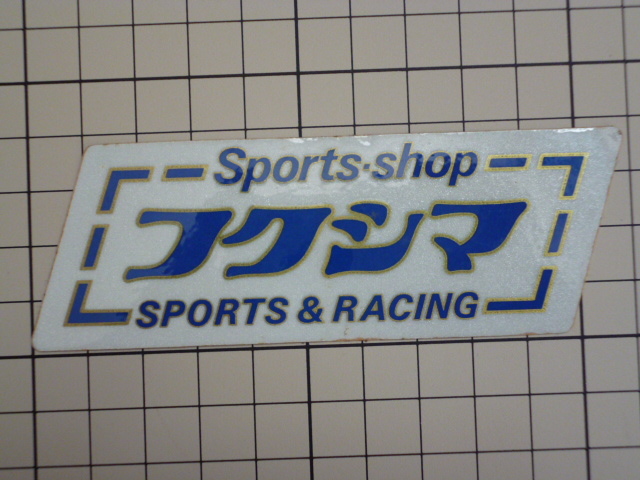 Sports·shop
フクシマ
SPORTS & RACING